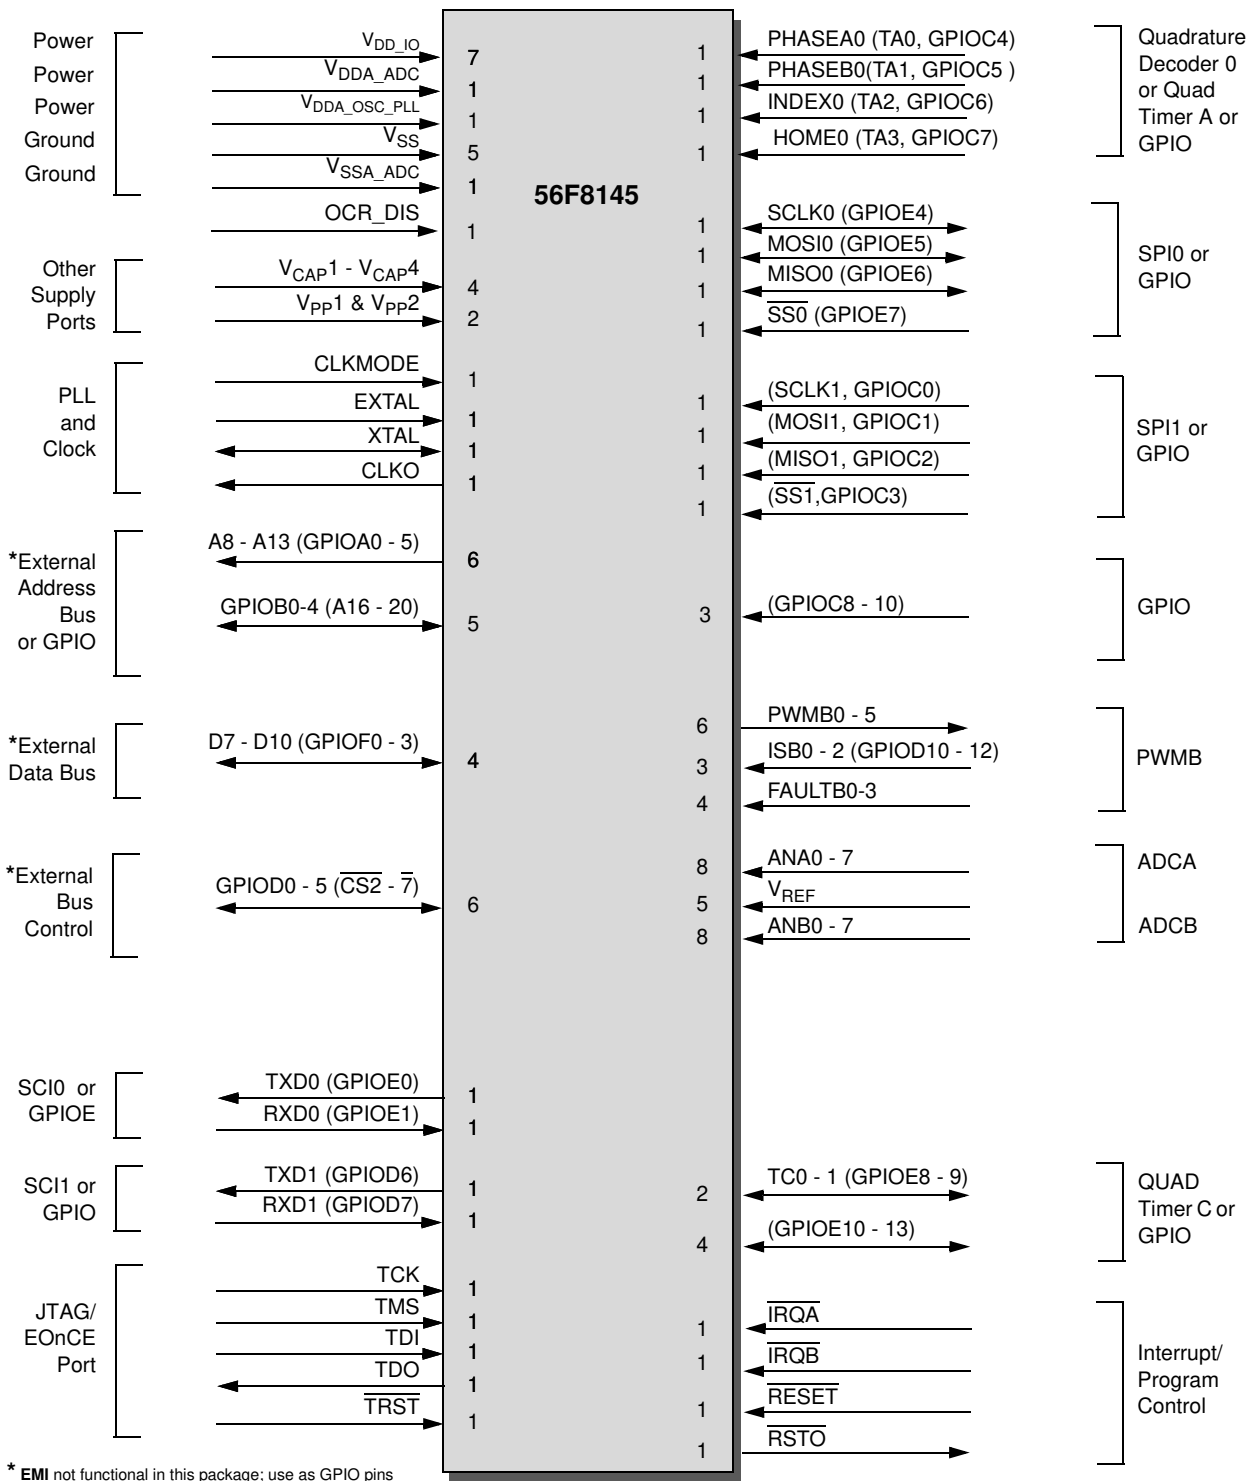 56F8145
Power
Power
Power
Ground
Ground
V_DD_IO 7
V_DDA_ADC 1
V_DDA_OSC_PLL 1
V_SS 5
V_SSA_ADC 1
OCR_DIS 1
Other
Supply
Ports
V_CAP1 - V_CAP4 4
V_PP1 & V_PP2 2
PLL
and
Clock
CLKMODE 1
EXTAL 1
XTAL 1
CLKO 1
*External
Address
Bus
or GPIO
A8 - A13 (GPIOA0 - 5) 6
GPIOB0-4 (A16 - 20) 5
*External
Data Bus
D7 - D10 (GPIOF0 - 3) 4
*External
Bus
Control
GPIOD0 - 5 (CS2 - 7) 6
SCI0 or
GPIOE
TXD0 (GPIOE0) 1
RXD0 (GPIOE1) 1
SCI1 or
GPIO
TXD1 (GPIOD6) 1
RXD1 (GPIOD7) 1
JTAG/
EOnCE
Port
TCK 1
TMS 1
TDI 1
TDO 1
TRST 1
1 PHASEA0 (TA0, GPIOC4)
1 PHASEB0(TA1, GPIOC5 )
1 INDEX0 (TA2, GPIOC6)
1 HOME0 (TA3, GPIOC7)
Quadrature
Decoder 0
or Quad
Timer A or
GPIO
1 SCLK0 (GPIOE4)
1 MOSI0 (GPIOE5)
1 MISO0 (GPIOE6)
1 SS0 (GPIOE7)
SPI0 or
GPIO
1 (SCLK1, GPIOC0)
1 (MOSI1, GPIOC1)
1 (MISO1, GPIOC2)
1 (SS1,GPIOC3)
SPI1 or
GPIO
3 (GPIOC8 - 10)
GPIO
6 PWMB0 - 5
3 ISB0 - 2 (GPIOD10 - 12)
4 FAULTB0-3
PWMB
8 ANA0 - 7
5 V_REF
8 ANB0 - 7
ADCA
ADCB
2 TC0 - 1 (GPIOE8 - 9)
4 (GPIOE10 - 13)
QUAD
Timer C or
GPIO
1 IRQA
1 IRQB
1 RESET
1 RSTO
Interrupt/
Program
Control
* EMI not functional in this package; use as GPIO pins